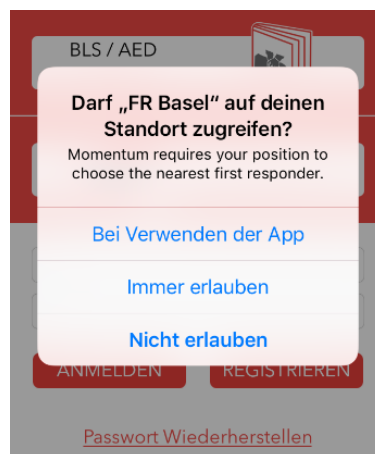 BLS / AED
Darf „FR Basel“ auf deinen
Standort zugreifen?
Momentum requires your position to
choose the nearest first responder.
Bei Verwenden der App
Immer erlauben
Nicht erlauben
ANMELDEN
REGISTRIEREN
Passwort Wiederherstellen